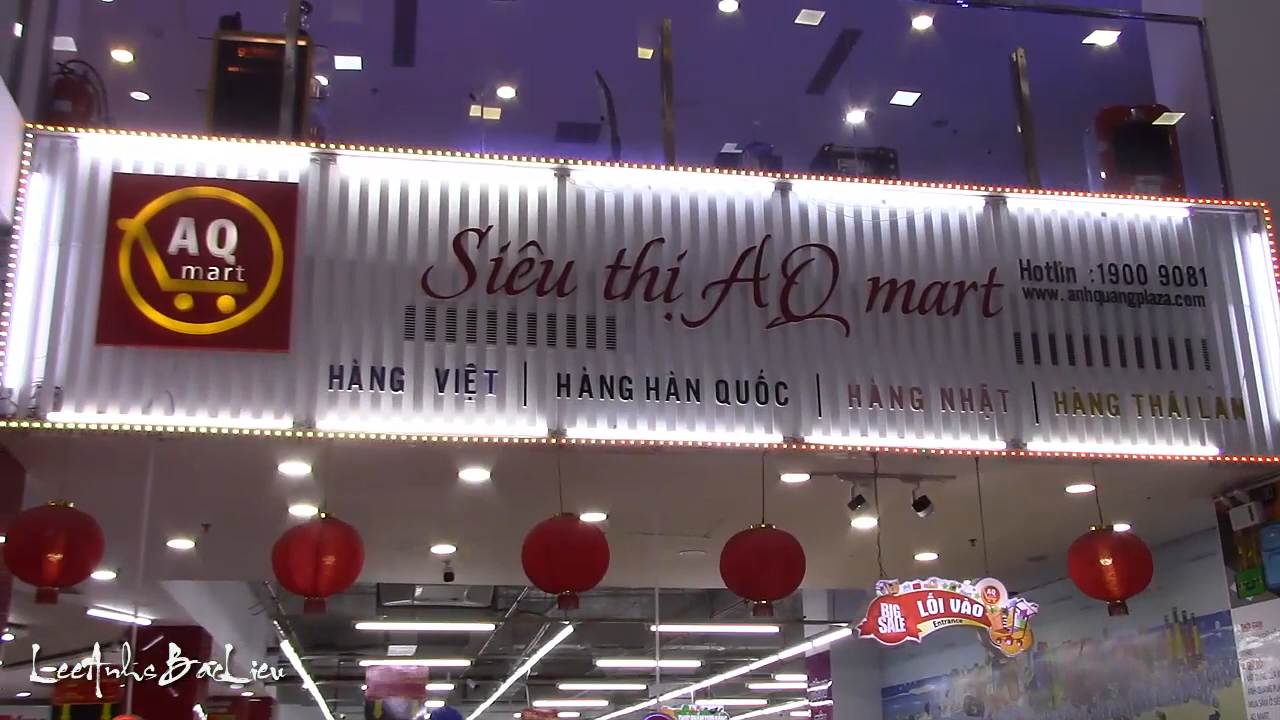 AQ
mart
Siêu thị AQ mart
Hotlin :1900 9081
www.anhquangplaza.com
HÀNG VIỆT | HÀNG HÀN QUỐC | HÀNG NHẬT | HÀNG THÁI LAN
BIG
SALE
LỐI VÀO
Entrance
LeeAnhsBacLieu